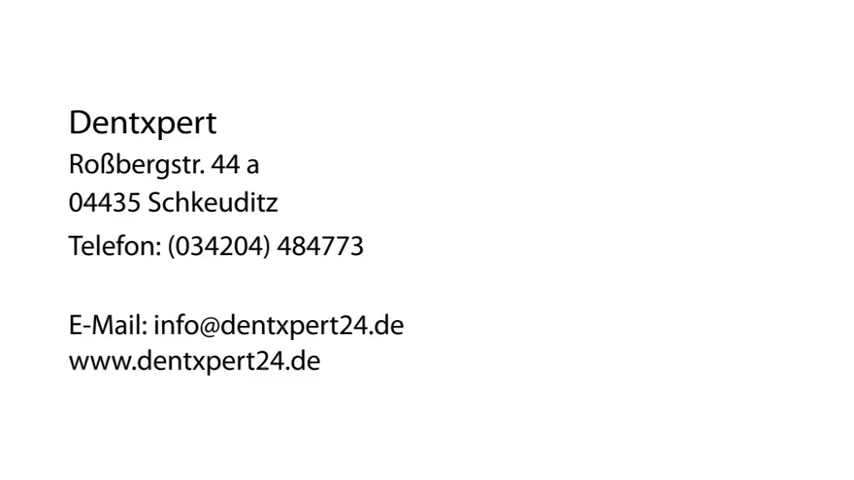 Dentxpert
Roßbergstr. 44 a
04435 Schkeuditz
Telefon: (034204) 484773
E-Mail: info@dentxpert24.de
www.dentxpert24.de